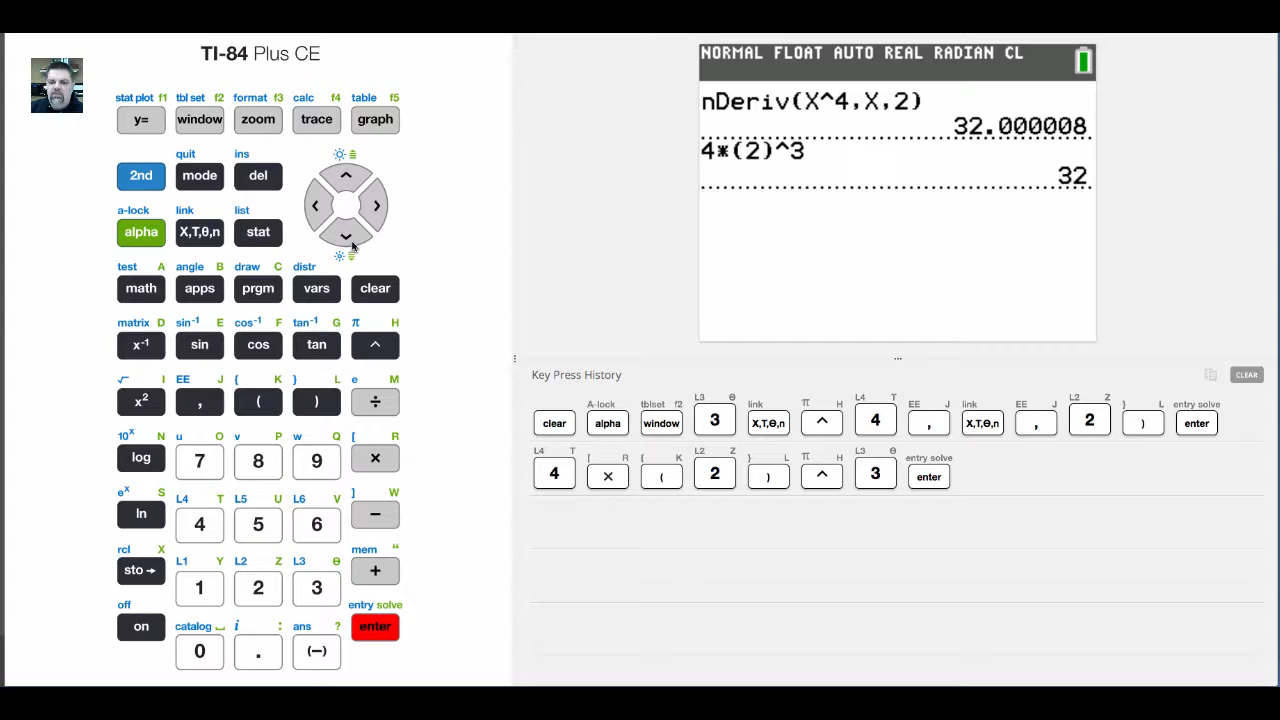 TI-84 Plus CE
stat plot f1 tbl set f2 format f3 calc f4 table f5
y= window zoom trace graph
quit ins
2nd mode del
a-lock link list
alpha X,T,θ,n stat
test A angle B draw C distr
math apps prgm vars clear
matrix D sin-1 E cos-1 F tan-1 G π H
x-1 sin cos tan ^
√ I EE J { K } L e M
x2 , ( ) ÷
10x N u O v P w Q [ R
log 7 8 9 ×
ex S L4 T L5 U L6 V ] W
ln 4 5 6 −
rcl X L1 Y L2 Z L3 θ mem “
sto→ 1 2 3 +
off catalog ⎵ i : ans ? entry solve
on 0 . (−) enter
NORMAL FLOAT AUTO REAL RADIAN CL
nDeriv(X^4,X,2)
32.000008
4*(2)^3
32
Key Press History
CLEAR
A-lock tblset f2 L3 Θ link π H L4 T EE J link EE J L2 Z } L entry solve
clear alpha window 3 X,T,Θ,n ^ 4 , X,T,Θ,n , 2 ) enter
L4 T [ R { K L2 Z } L π H L3 Θ entry solve
4 × ( 2 ) ^ 3 enter